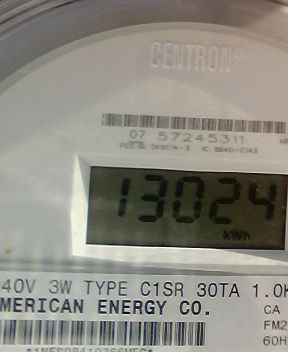 CENTRON®
07 57245311
13024
kWh
40V 3W TYPE C1SR 30TA 1.0K
MERICAN ENERGY CO.
CA
FM2
60H